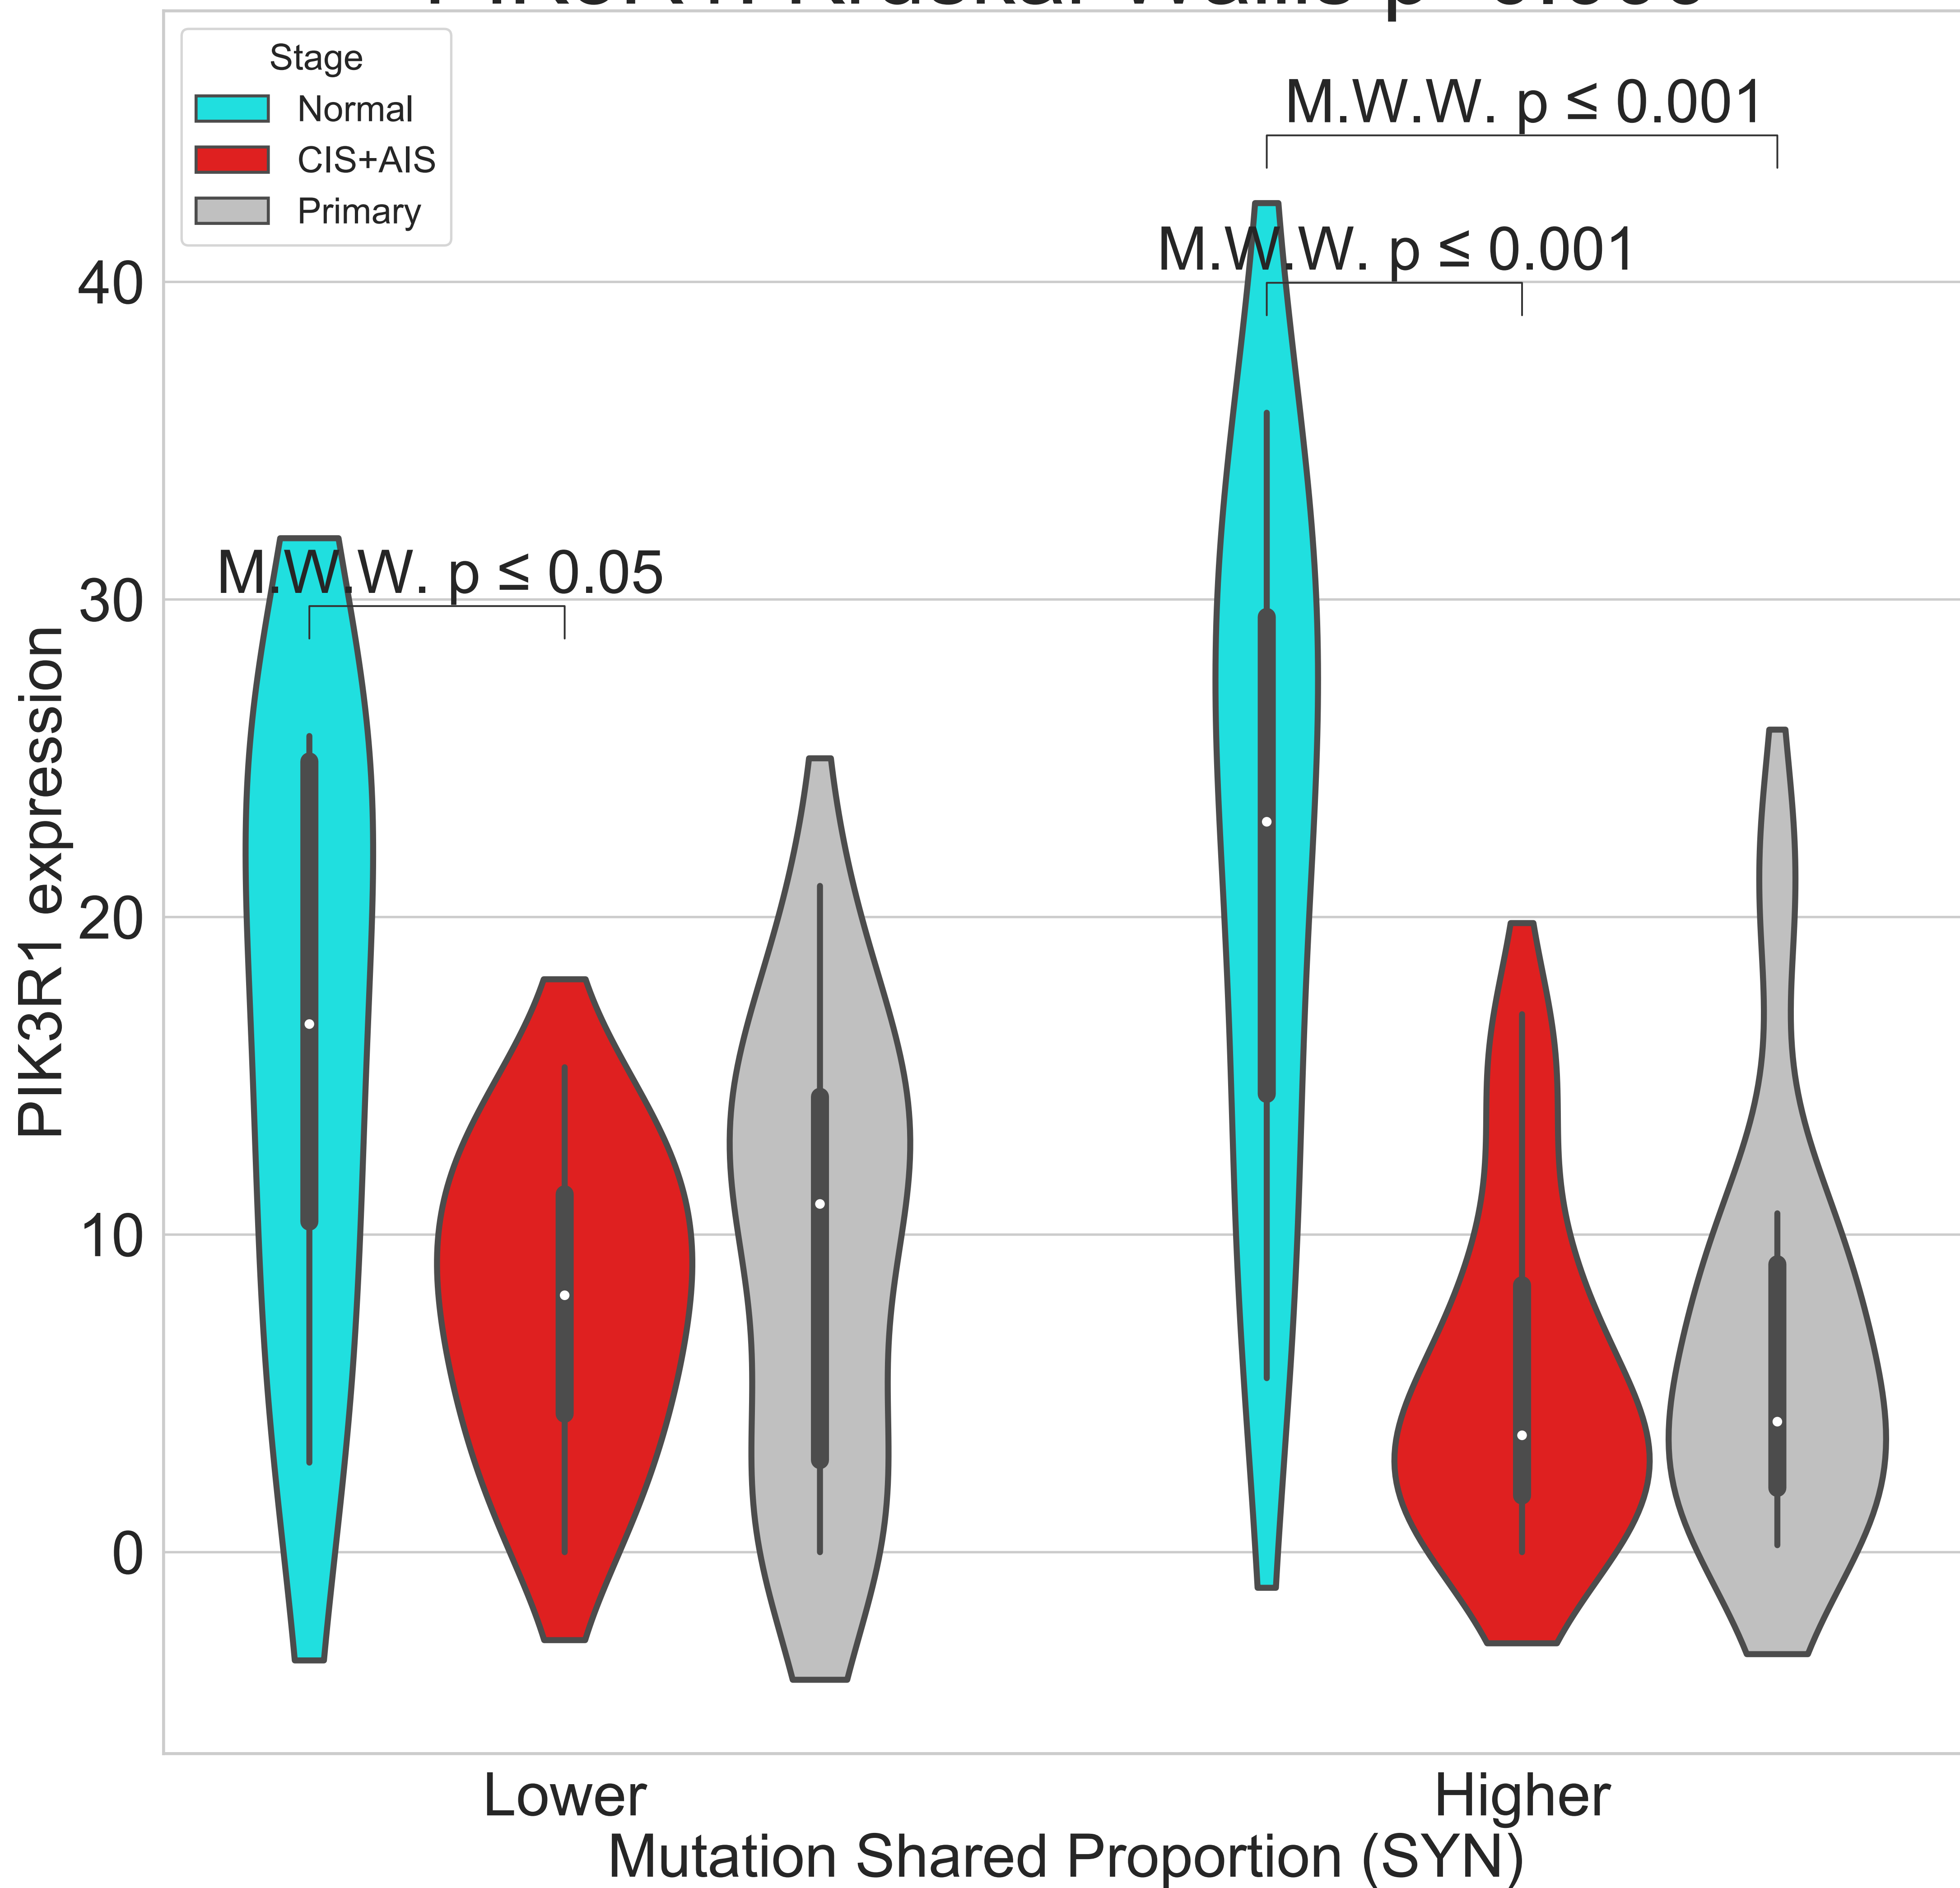 Stage
Normal
CIS+AIS
Primary
M.W.W. p ≤ 0.001
M.W.W. p ≤ 0.001
M.W.W. p ≤ 0.05
40
30
20
10
0
PIK3R1 expression
Lower
Higher
Mutation Shared Proportion (SYN)